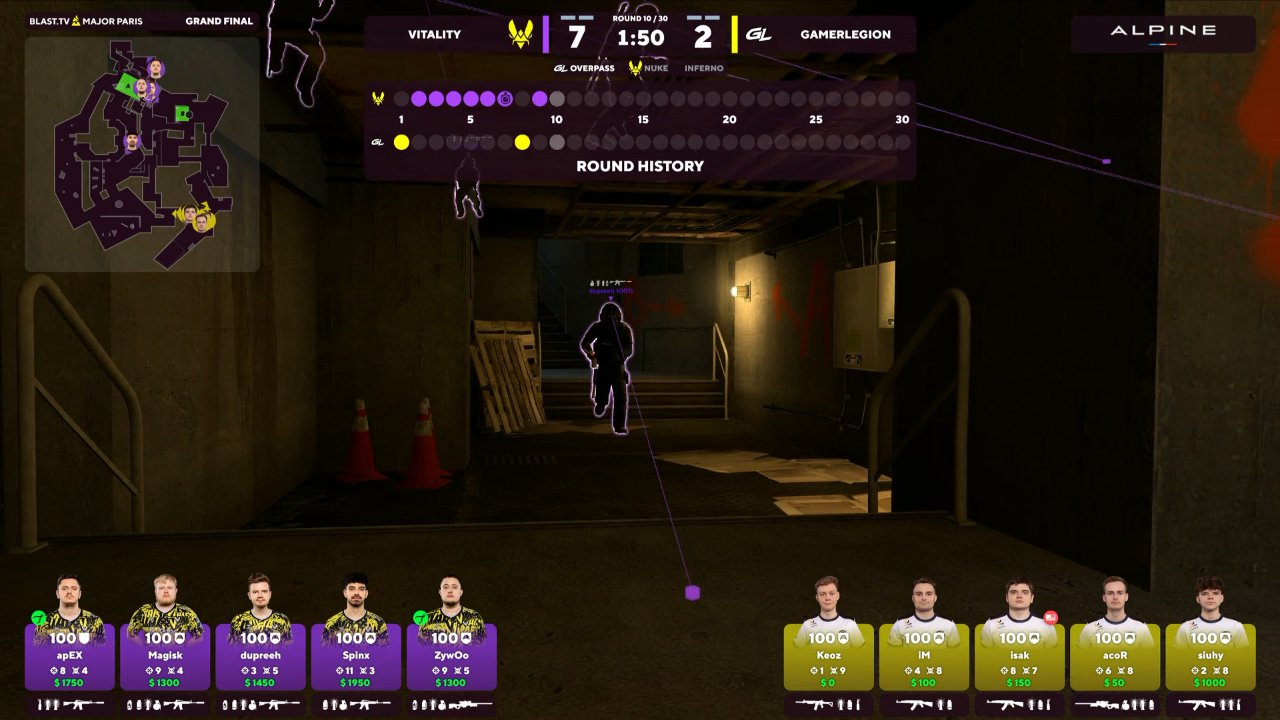 BLAST.TV MAJOR PARIS GRAND FINAL
VITALITY 7 ROUND 10 / 30 1:50 2 GL GAMERLEGION
ALPINE
GL OVERPASS NUKE INFERNO
A
B
1 5 10 15 20 25 30
GL
ROUND HISTORY
dupreeh 100%
100 100 100 100 100 100 100 100 100 100
apEX Magisk dupreeh Spinx ZywOo Keoz iM isak acoR siuhy
8 4 9 4 3 5 11 3 9 5 1 9 4 8 8 7 6 8 2 8
$1750 $1300 $1450 $1950 $1300 $0 $100 $150 $50 $1000